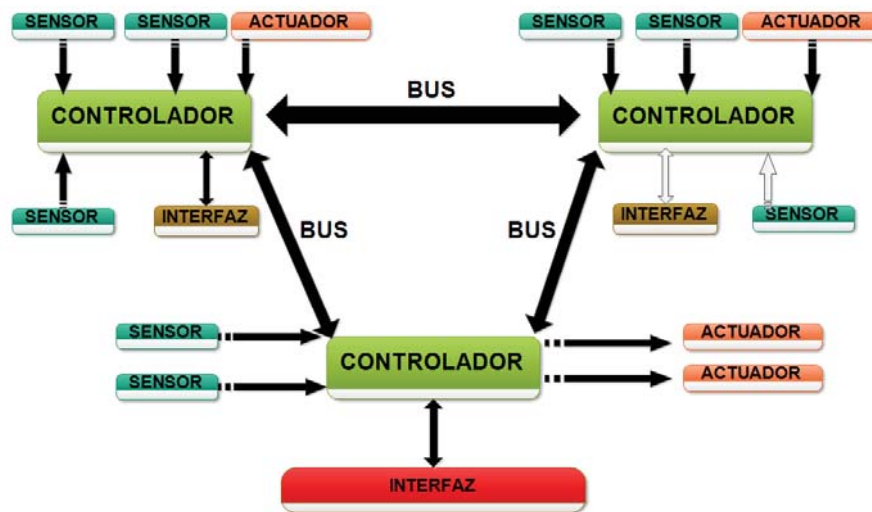 SENSOR
SENSOR
ACTUADOR
SENSOR
SENSOR
ACTUADOR
CONTROLADOR
BUS
CONTROLADOR
SENSOR
INTERFAZ
BUS
BUS
INTERFAZ
SENSOR
SENSOR
CONTROLADOR
ACTUADOR
SENSOR
ACTUADOR
INTERFAZ